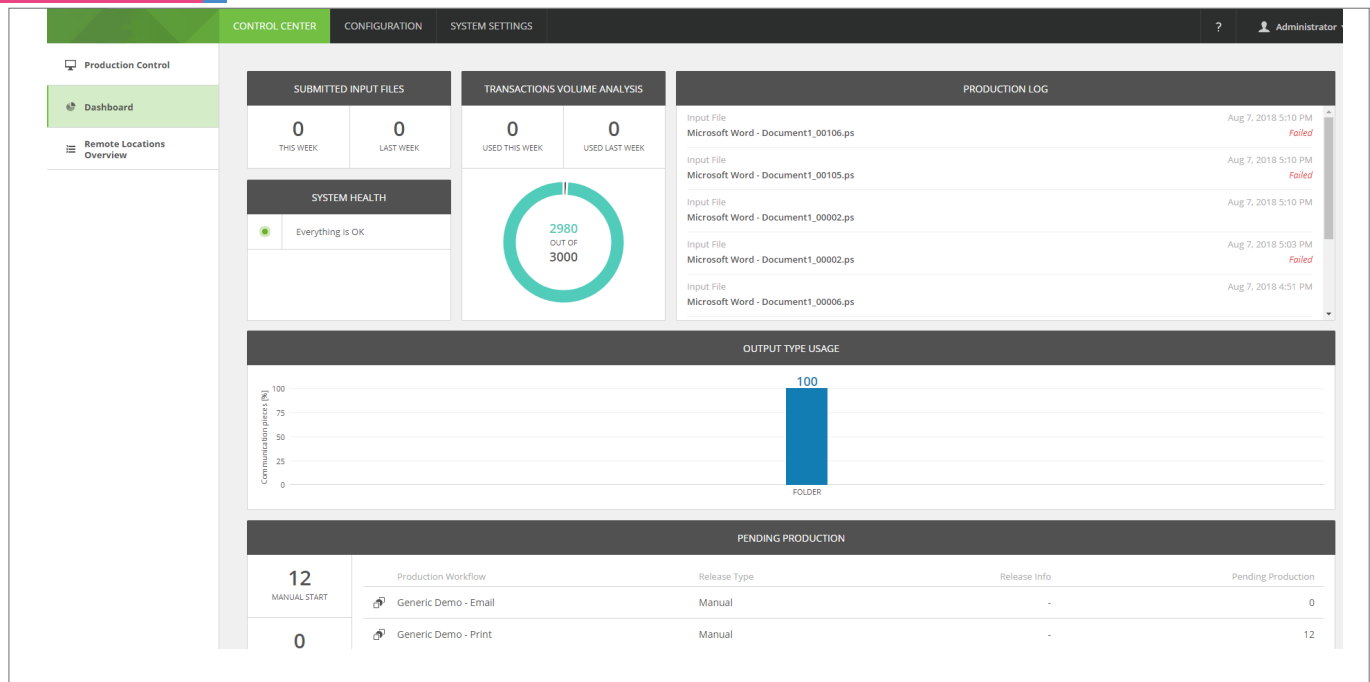 CONTROL CENTER CONFIGURATION SYSTEM SETTINGS ? Administrator
Production Control
Dashboard
Remote Locations
Overview
SUBMITTED INPUT FILES
0 0
THIS WEEK LAST WEEK
SYSTEM HEALTH
Everything is OK
TRANSACTIONS VOLUME ANALYSIS
0 0
USED THIS WEEK USED LAST WEEK
2980
OUT OF
3000
PRODUCTION LOG
Input File Aug 7, 2018 5:10 PM
Microsoft Word - Document1_00106.ps Failed
Input File Aug 7, 2018 5:10 PM
Microsoft Word - Document1_00105.ps Failed
Input File Aug 7, 2018 5:10 PM
Microsoft Word - Document1_00002.ps
Input File Aug 7, 2018 5:03 PM
Microsoft Word - Document1_00002.ps Failed
Input File Aug 7, 2018 4:51 PM
Microsoft Word - Document1_00006.ps
OUTPUT TYPE USAGE
Communication pieces [%]
100
75
50
25
0
100
FOLDER
PENDING PRODUCTION
12
MANUAL START
0
Production Workflow Release Type Release Info Pending Production
Generic Demo - Email Manual - 0
Generic Demo - Print Manual - 12